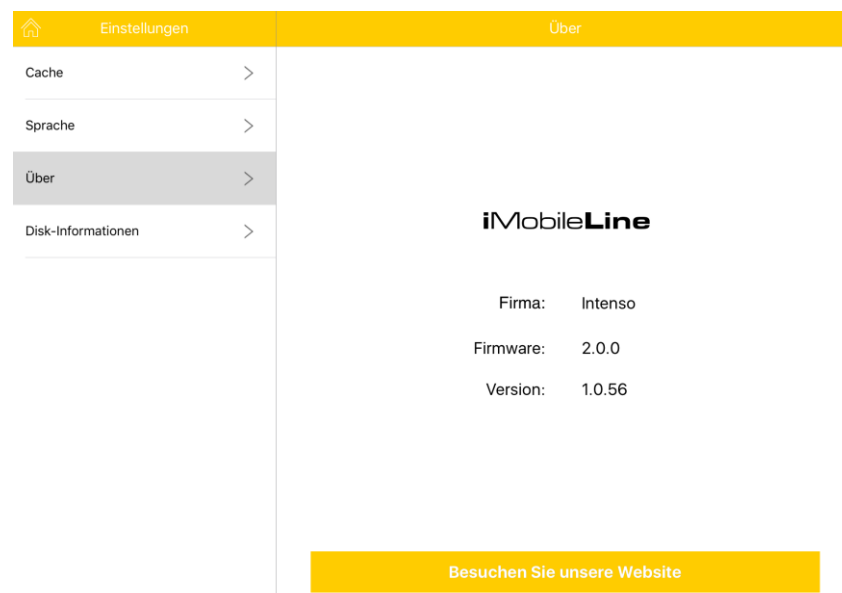 Einstellungen
Über
Cache
Sprache
Über
Disk-Informationen
iMobileLine
Firma: Intenso
Firmware: 2.0.0
Version: 1.0.56
Besuchen Sie unsere Website